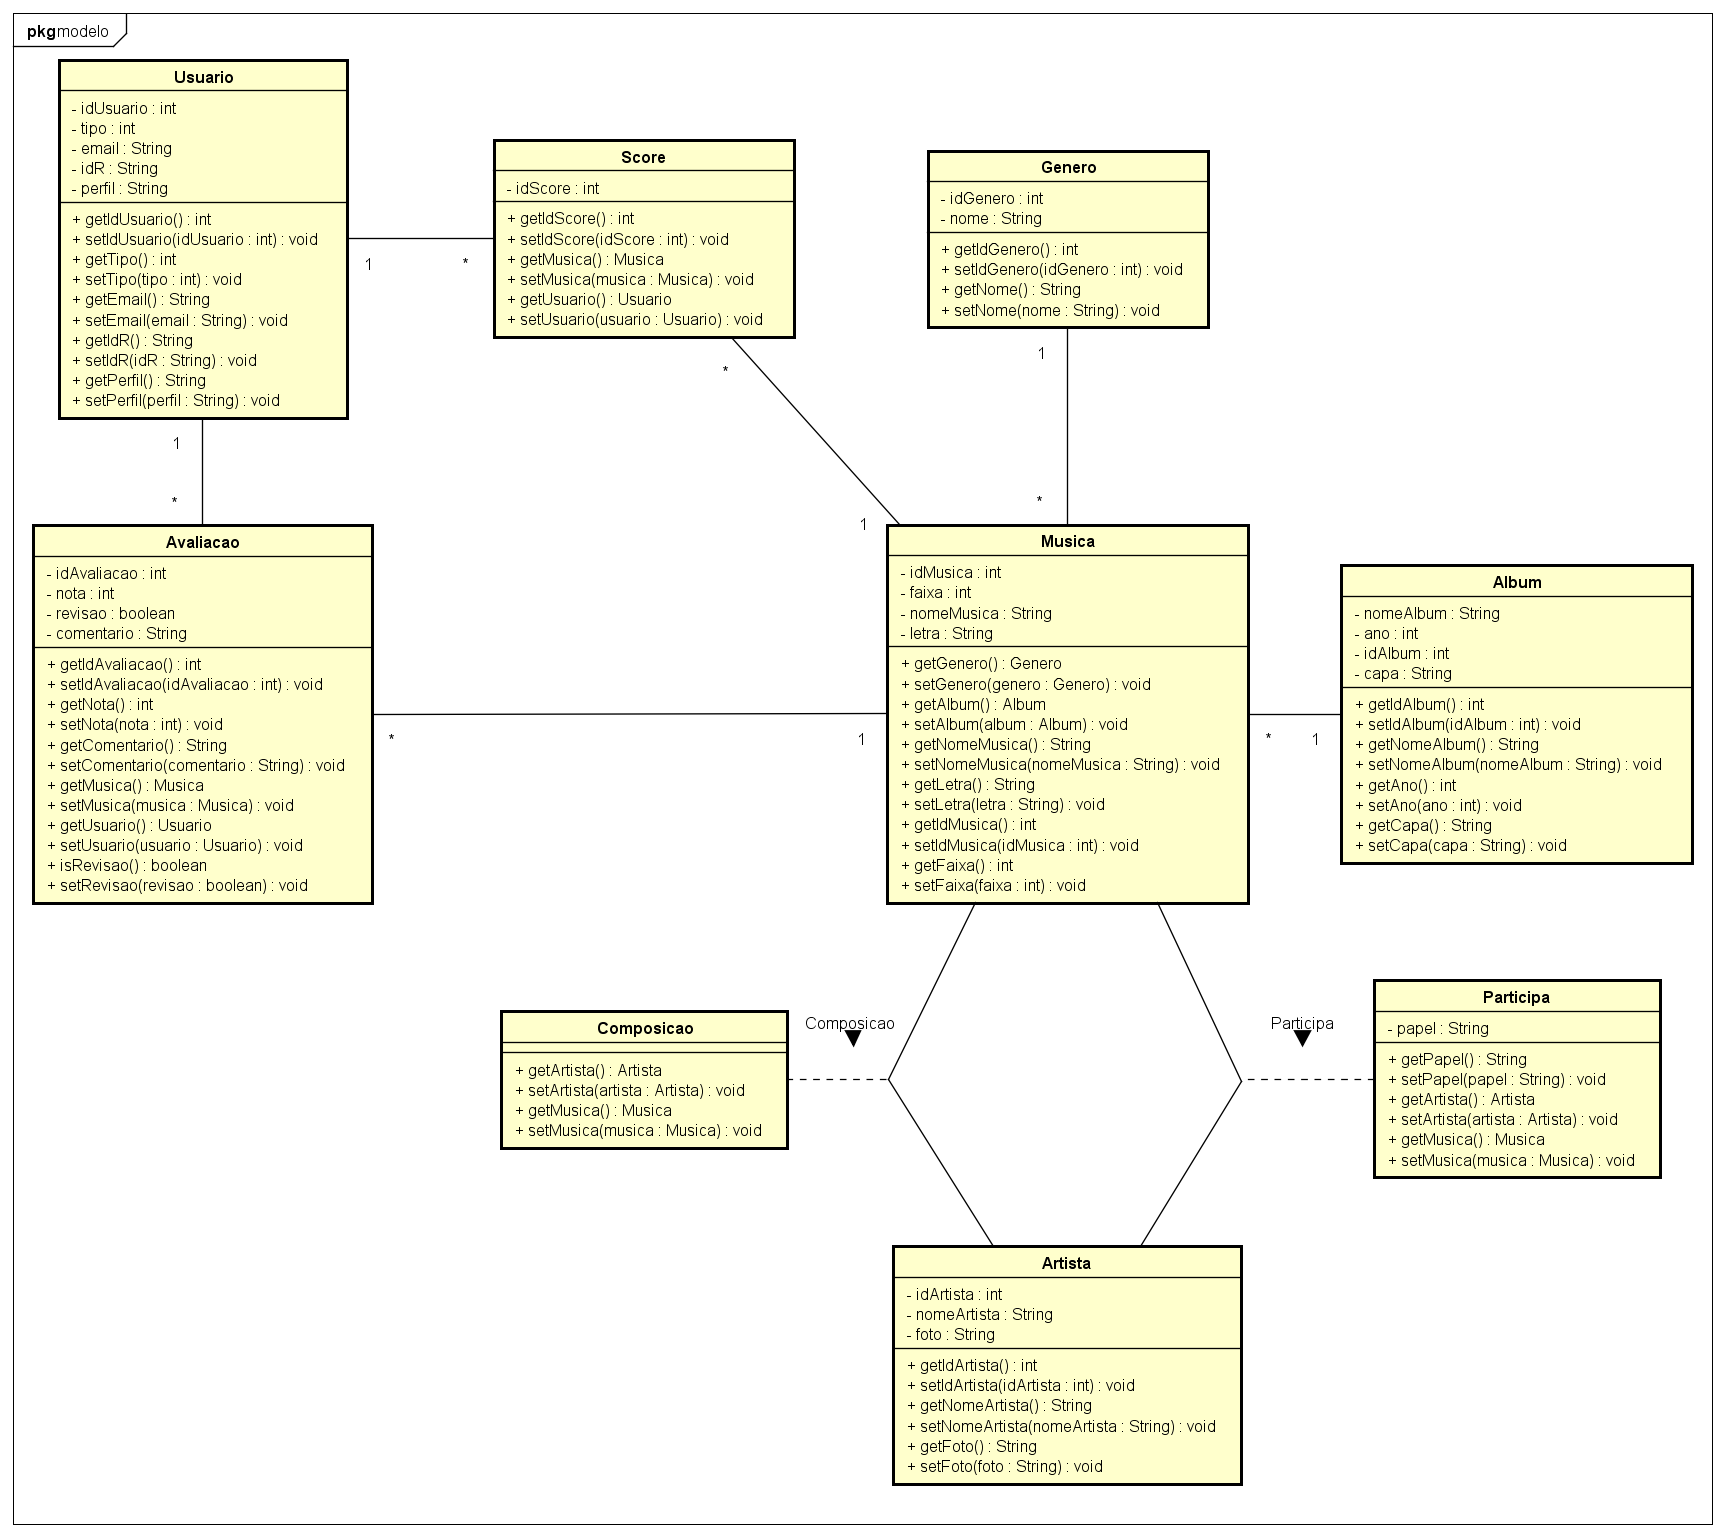 pkg modelo
Usuario
- idUsuario : int
- tipo : int
- email : String
- idR : String
- perfil : String
+ getIdUsuario() : int
+ setIdUsuario(idUsuario : int) : void
+ getTipo() : int
+ setTipo(tipo : int) : void
+ getEmail() : String
+ setEmail(email : String) : void
+ getIdR() : String
+ setIdR(idR : String) : void
+ getPerfil() : String
+ setPerfil(perfil : String) : void
1
*
Score
- idScore : int
+ getIdScore() : int
+ setIdScore(idScore : int) : void
+ getMusica() : Musica
+ setMusica(musica : Musica) : void
+ getUsuario() : Usuario
+ setUsuario(usuario : Usuario) : void
*
1
Genero
- idGenero : int
- nome : String
+ getIdGenero() : int
+ setIdGenero(idGenero : int) : void
+ getNome() : String
+ setNome(nome : String) : void
1
*
1
*
Avaliacao
- idAvaliacao : int
- nota : int
- revisao : boolean
- comentario : String
+ getIdAvaliacao() : int
+ setIdAvaliacao(idAvaliacao : int) : void
+ getNota() : int
+ setNota(nota : int) : void
+ getComentario() : String
+ setComentario(comentario : String) : void
+ getMusica() : Musica
+ setMusica(musica : Musica) : void
+ getUsuario() : Usuario
+ setUsuario(usuario : Usuario) : void
+ isRevisao() : boolean
+ setRevisao(revisao : boolean) : void
*
1
Musica
- idMusica : int
- faixa : int
- nomeMusica : String
- letra : String
+ getGenero() : Genero
+ setGenero(genero : Genero) : void
+ getAlbum() : Album
+ setAlbum(album : Album) : void
+ getNomeMusica() : String
+ setNomeMusica(nomeMusica : String) : void
+ getLetra() : String
+ setLetra(letra : String) : void
+ getIdMusica() : int
+ setIdMusica(idMusica : int) : void
+ getFaixa() : int
+ setFaixa(faixa : int) : void
*
1
Album
- nomeAlbum : String
- ano : int
- idAlbum : int
- capa : String
+ getIdAlbum() : int
+ setIdAlbum(idAlbum : int) : void
+ getNomeAlbum() : String
+ setNomeAlbum(nomeAlbum : String) : void
+ getAno() : int
+ setAno(ano : int) : void
+ getCapa() : String
+ setCapa(capa : String) : void
Composicao
+ getArtista() : Artista
+ setArtista(artista : Artista) : void
+ getMusica() : Musica
+ setMusica(musica : Musica) : void
Composicao
Participa
Participa
- papel : String
+ getPapel() : String
+ setPapel(papel : String) : void
+ getArtista() : Artista
+ setArtista(artista : Artista) : void
+ getMusica() : Musica
+ setMusica(musica : Musica) : void
Artista
- idArtista : int
- nomeArtista : String
- foto : String
+ getIdArtista() : int
+ setIdArtista(idArtista : int) : void
+ getNomeArtista() : String
+ setNomeArtista(nomeArtista : String) : void
+ getFoto() : String
+ setFoto(foto : String) : void